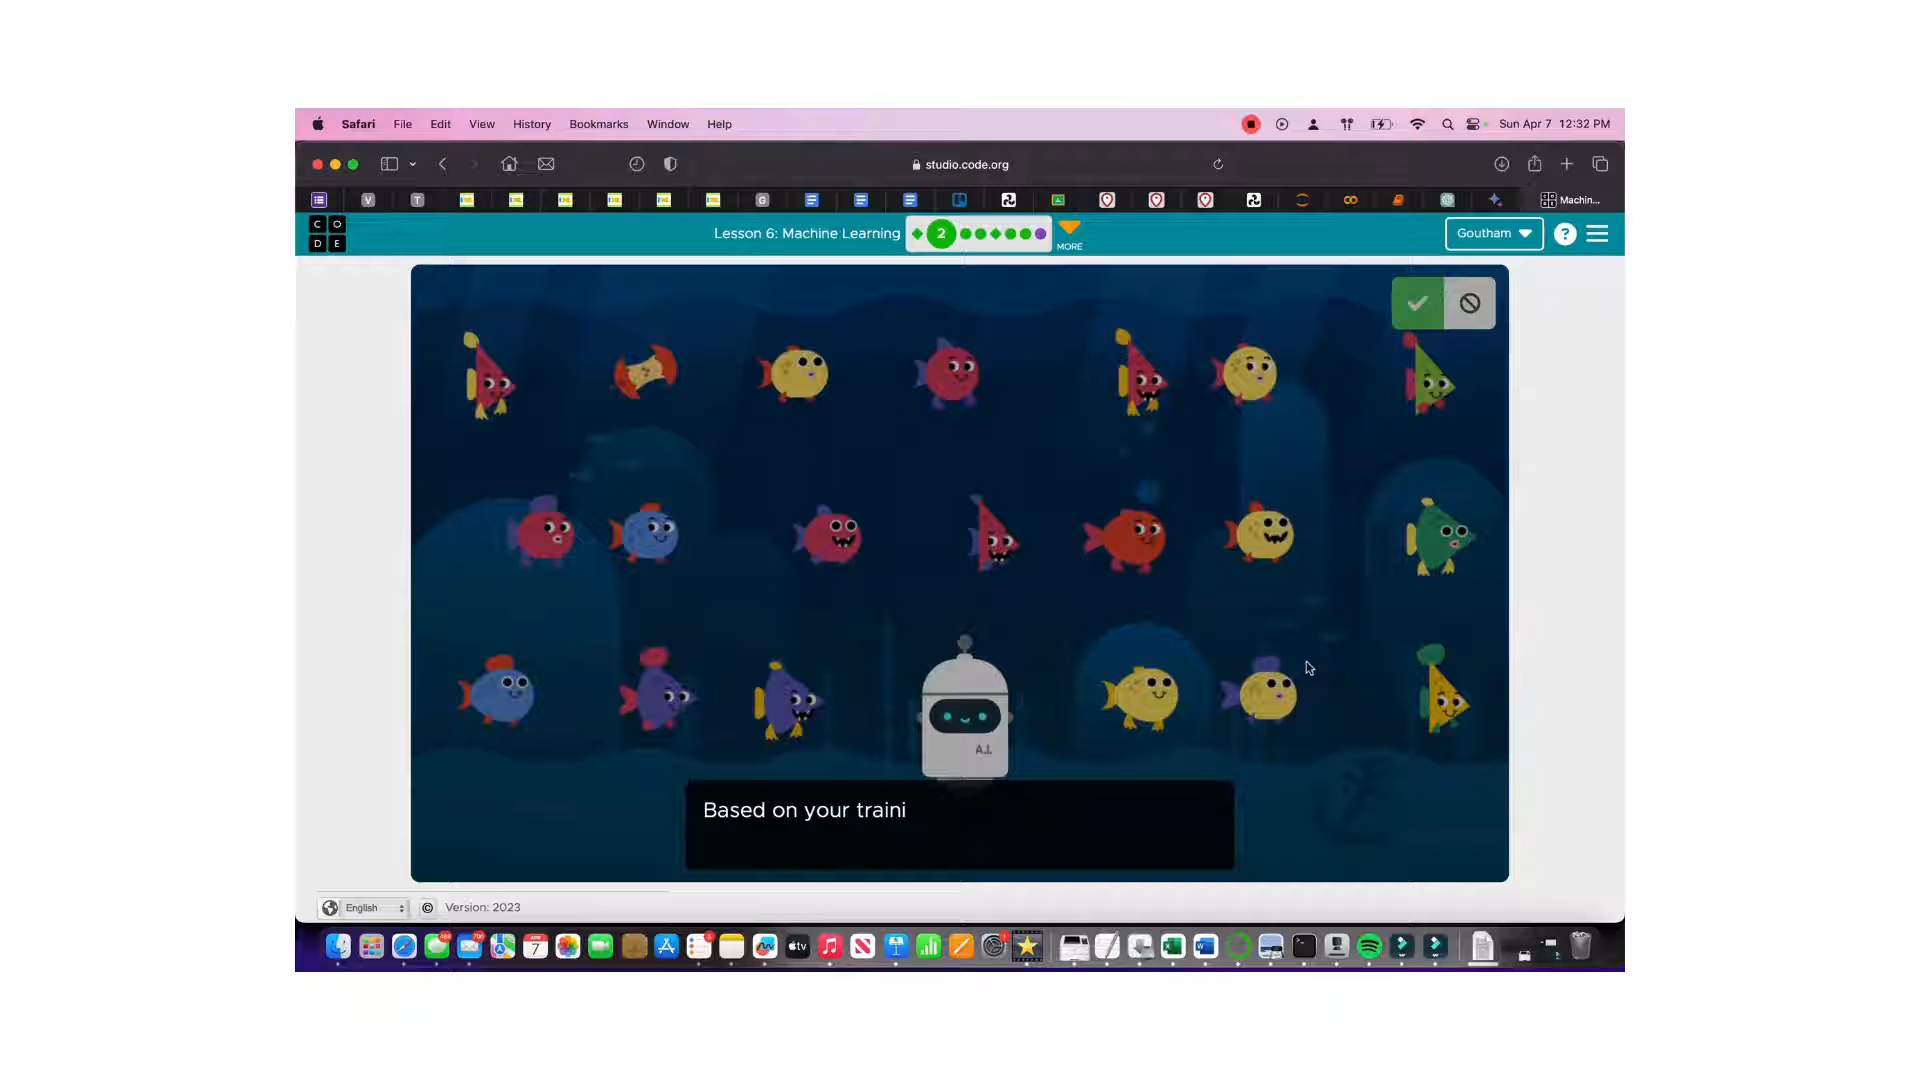 Safari File Edit View History Bookmarks Window Help Sun Apr 7 12:32 PM
studio.code.org
V T G Machin...
CODE Lesson 6: Machine Learning 2 MORE Goutham ?
A.I.
Based on your traini
English © Version: 2023